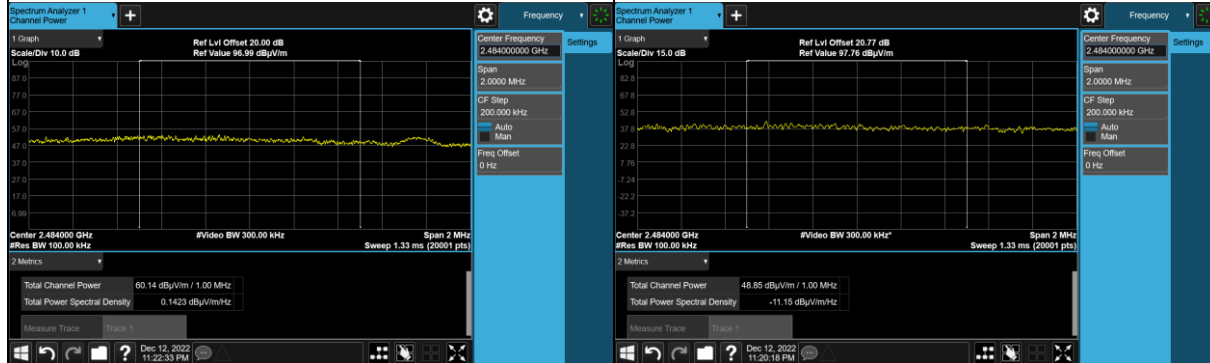 Spectrum Analyzer 1
Channel Power
+
Frequency
1 Graph
Scale/Div 10.0 dB
Ref Lvl Offset 20.00 dB
Ref Value 96.99 dBµV/m
Log
87.0
77.0
67.0
57.0
47.0
37.0
27.0
17.0
6.99
Center 2.484000 GHz
#Res BW 100.00 kHz
#Video BW 300.00 kHz
Span 2 MHz
Sweep 1.33 ms (20001 pts)
2 Metrics
Total Channel Power 60.14 dBµV/m / 1.00 MHz
Total Power Spectral Density 0.1423 dBµV/m/Hz
Measure Trace Trace 1
Dec 12, 2022
11:22:33 PM
Center Frequency
2.484000000 GHz
Settings
Span
2.0000 MHz
CF Step
200.000 kHz
Auto
Man
Freq Offset
0 Hz
Spectrum Analyzer 1
Channel Power
+
Frequency
1 Graph
Scale/Div 15.0 dB
Ref Lvl Offset 20.77 dB
Ref Value 97.76 dBµV/m
Log
82.8
67.8
52.8
37.8
22.8
7.76
-7.24
-22.2
-37.2
Center 2.484000 GHz
#Res BW 100.00 kHz
#Video BW 300.00 kHz*
Span 2 MHz
Sweep 1.33 ms (20001 pts)
2 Metrics
Total Channel Power 48.85 dBµV/m / 1.00 MHz
Total Power Spectral Density -11.15 dBµV/m/Hz
Measure Trace Trace 1
Dec 12, 2022
11:20:18 PM
Center Frequency
2.484000000 GHz
Settings
Span
2.0000 MHz
CF Step
200.000 kHz
Auto
Man
Freq Offset
0 Hz